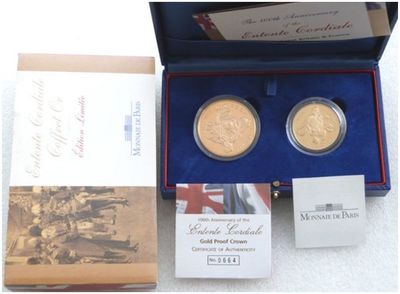 Entente Cordiale
Coffret Or
Édition Limitée
MONNAIE DE PARIS
The 100th Anniversary
of the
Entente Cordiale
100th Anniversary of the
Entente Cordiale
Gold Proof Crown
CERTIFICATE OF AUTHENTICITY
No. 0664
MONNAIE DE PARIS